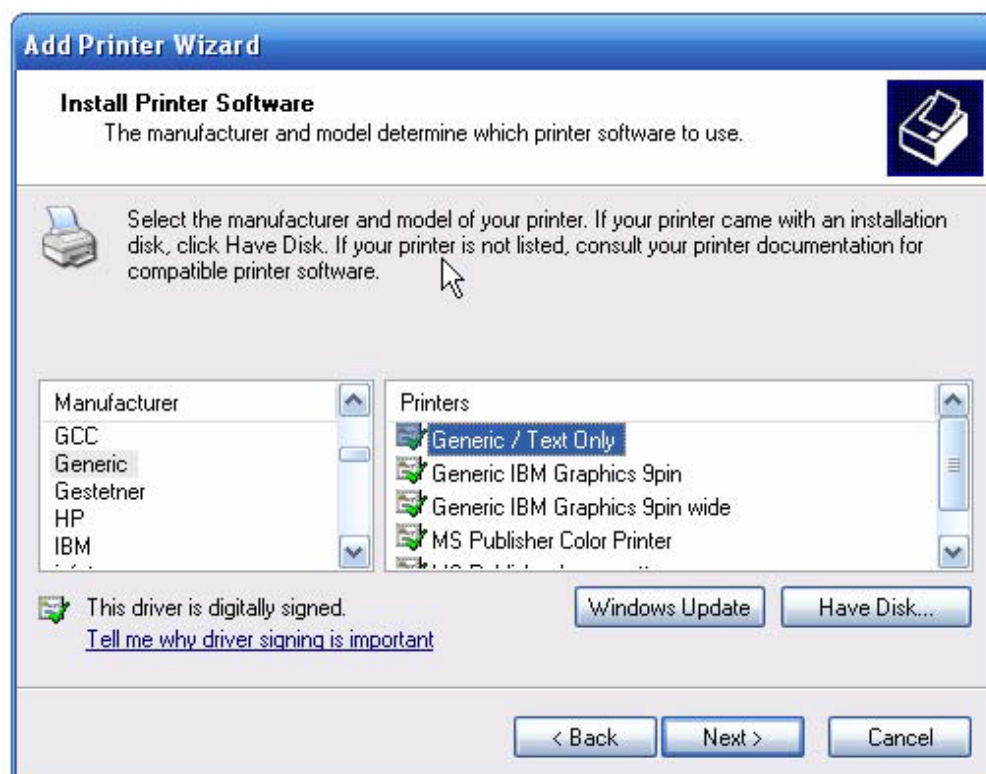 Add Printer Wizard
Install Printer Software
The manufacturer and model determine which printer software to use.
Select the manufacturer and model of your printer. If your printer came with an installation
disk, click Have Disk. If your printer is not listed, consult your printer documentation for
compatible printer software.
Manufacturer
GCC
Generic
Gestetner
HP
IBM
Printers
Generic / Text Only
Generic IBM Graphics 9pin
Generic IBM Graphics 9pin wide
MS Publisher Color Printer
This driver is digitally signed.
Tell me why driver signing is important
Windows Update
Have Disk...
< Back
Next >
Cancel